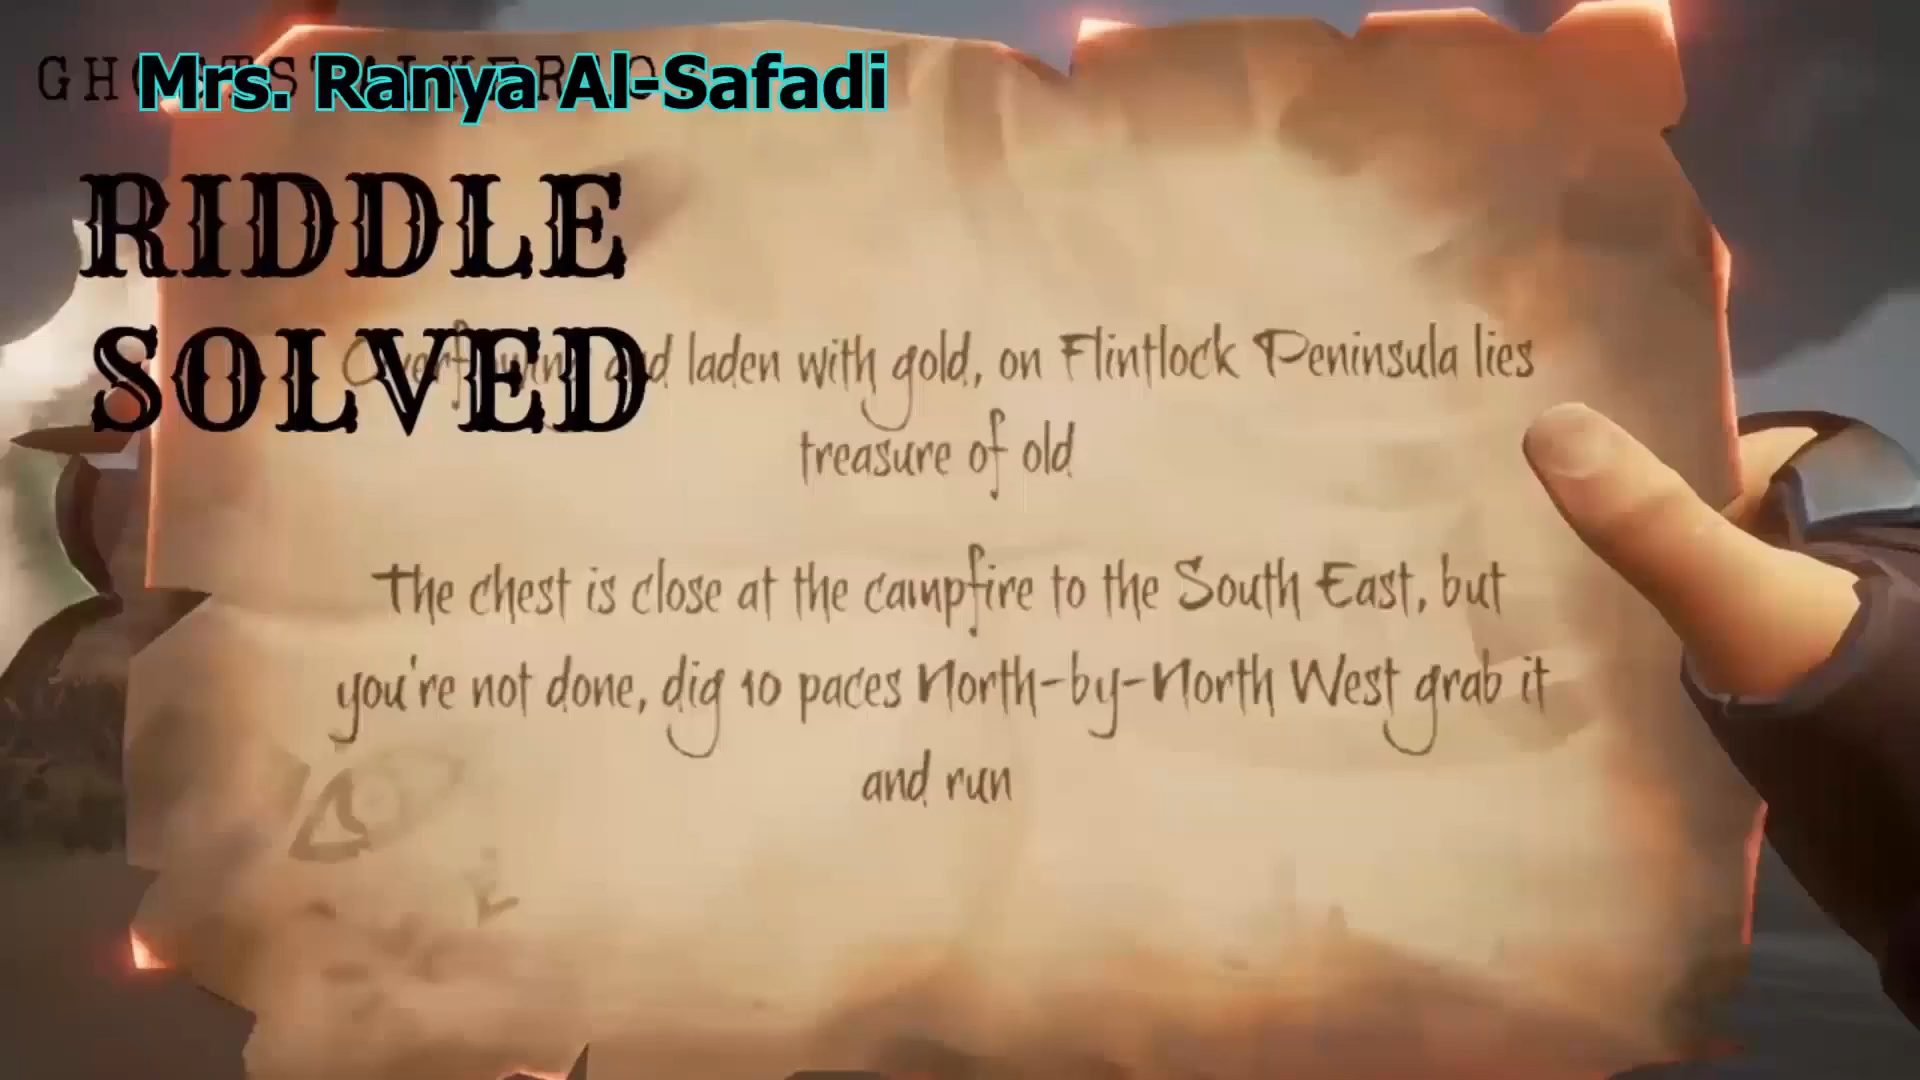 Mrs. Ranya Al-Safadi
RIDDLE
SOLVED
and laden with gold, on Flintlock Peninsula lies
treasure of old
The chest is close at the campfire to the South East, but
you're not done, dig 10 paces North-by-North West grab it
and run